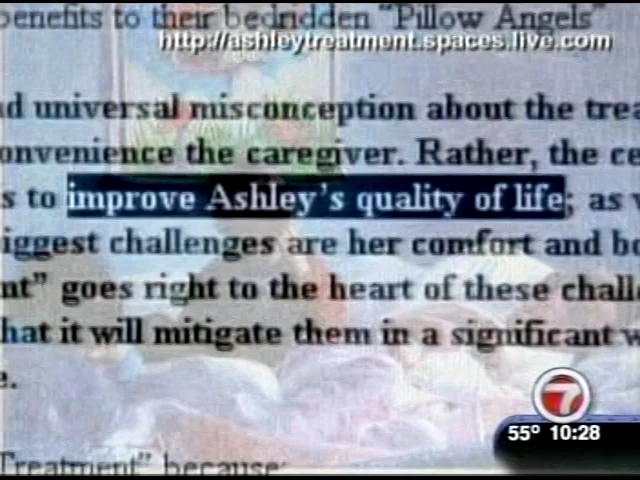 benefits to their bedridden "Pillow Angels"
http://ashleytreatment.spaces.live.com
d universal misconception about the trea
onvenience the caregiver. Rather, the ce
s to improve Ashley's quality of life; as
iggest challenges are her comfort and bo
nt" goes right to the heart of these chall
hat it will mitigate them in a significant w
e.
7
55° 10:28
Treatment" because: